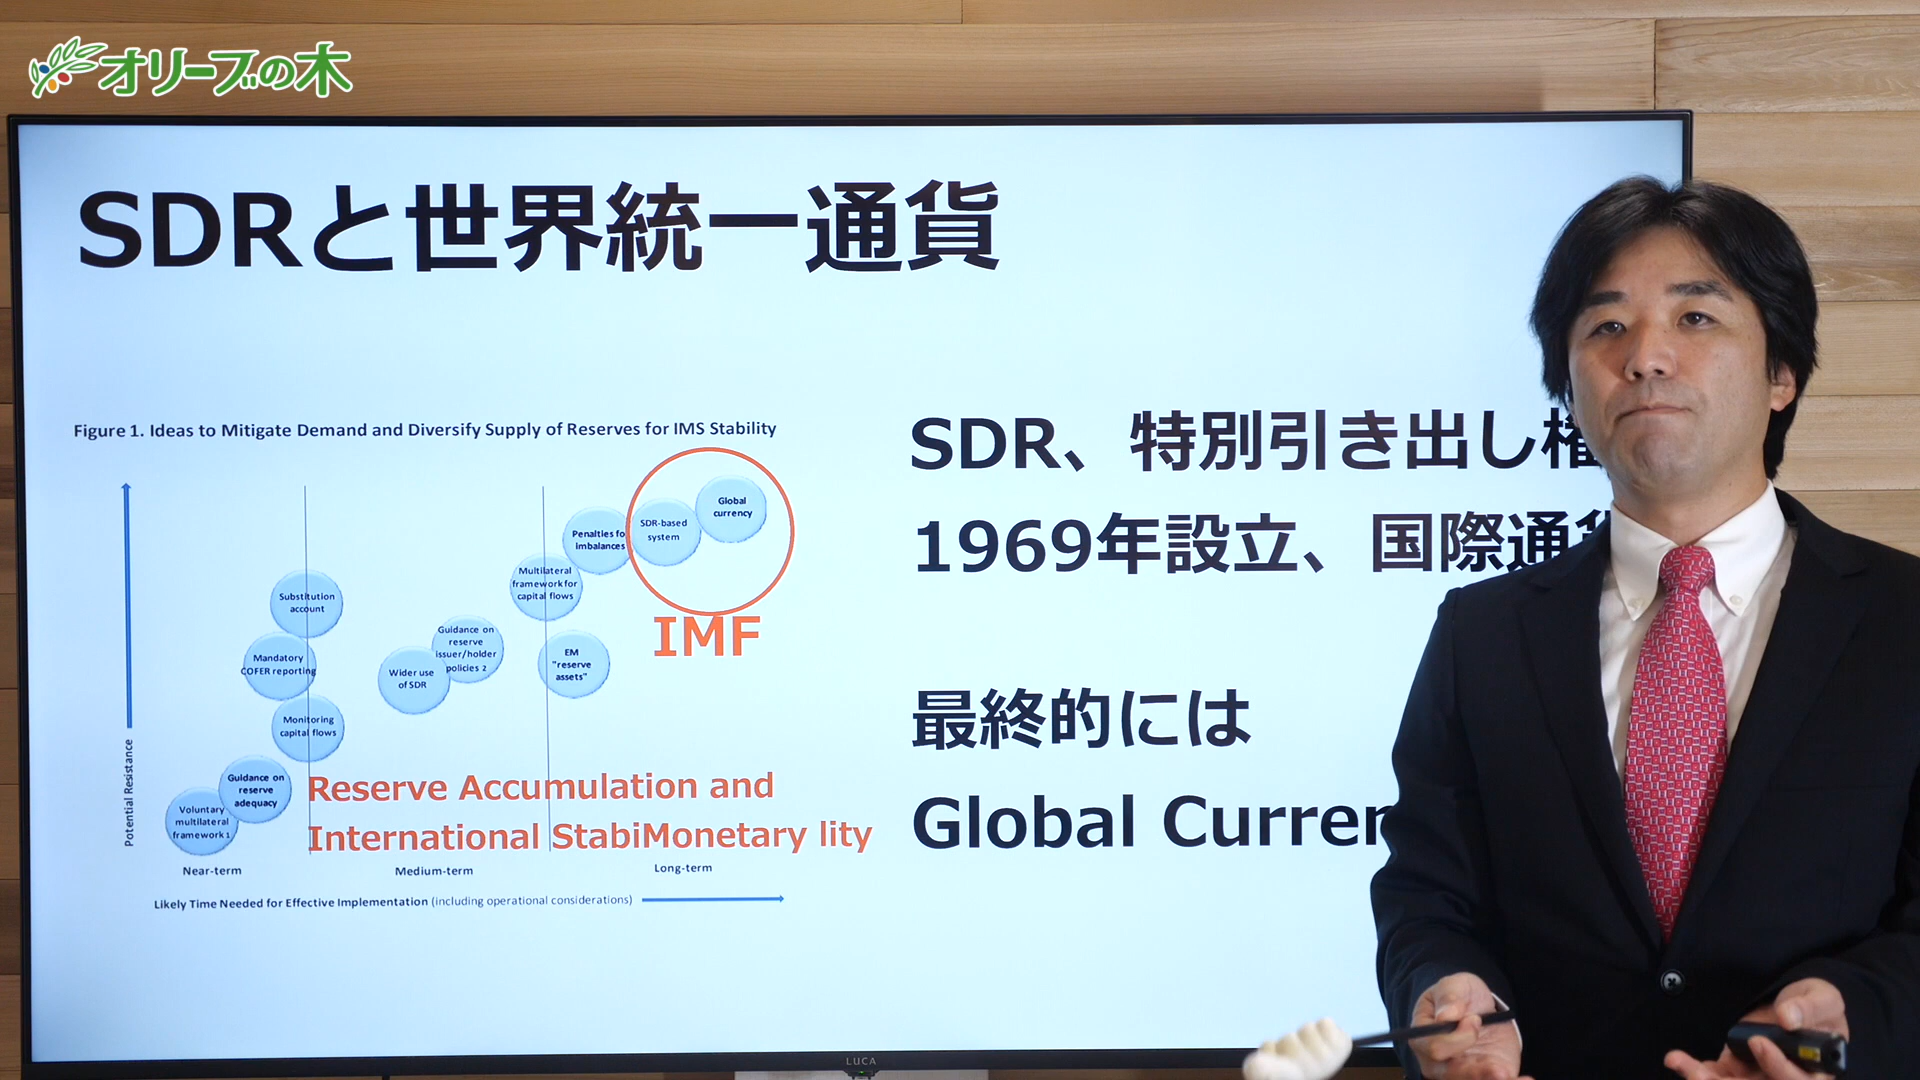 オリーブの木
SDRと世界統一通貨
Figure 1. Ideas to Mitigate Demand and Diversify Supply of Reserves for IMS Stability
SDR、特別引き出し
1969年設立、国際通
最終的には
Global Curren
Global
currency
SDR-based
system
Penalties fo
imbalances
Multilateral
framework for
capital flows
IMF
Substitution
account
Guidance on
reserve
issuer/holder
policies 2
EM
"reserve
assets"
Mandatory
COFER reporting
Wider use
of SDR
Monitoring
capital flows
Guidance on
reserve
adequacy
Voluntary
multilateral
framework 1
Potential Resistance
Reserve Accumulation and
International StabiMonetary lity
Near-term
Medium-term
Long-term
Likely Time Needed for Effective Implementation (including operational considerations)
LUCA